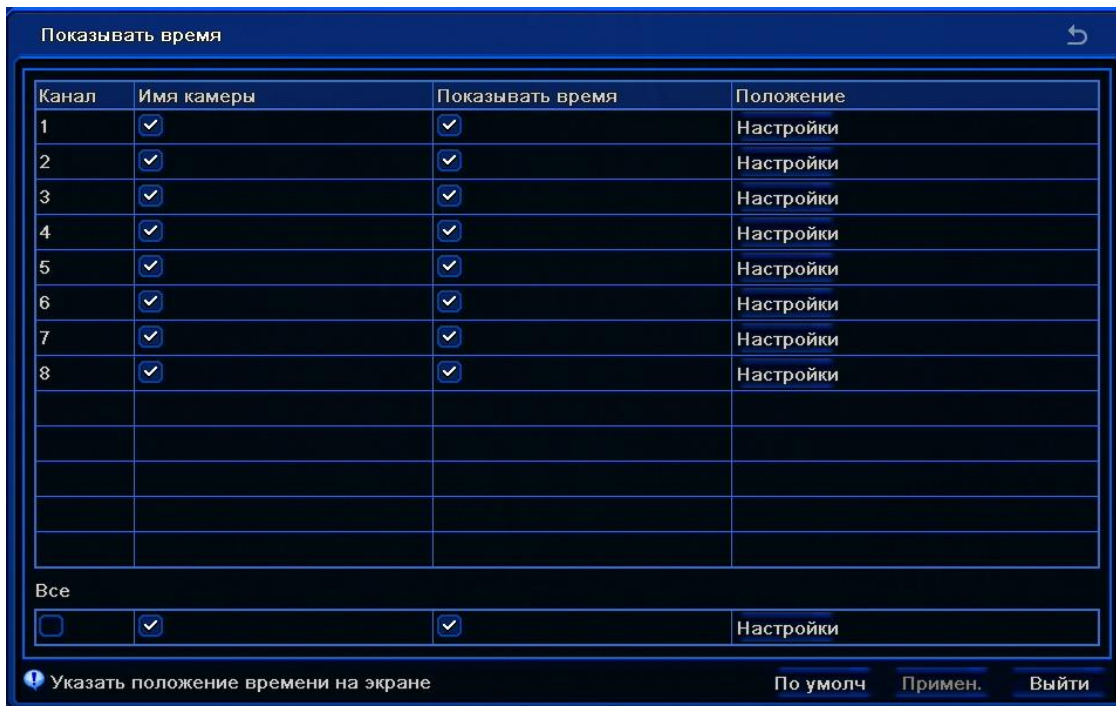 Показывать время
Канал Имя камеры Показывать время Положение
1 Настройки
2 Настройки
3 Настройки
4 Настройки
5 Настройки
6 Настройки
7 Настройки
8 Настройки
Все
Настройки
Указать положение времени на экране По умолч Примен. Выйти